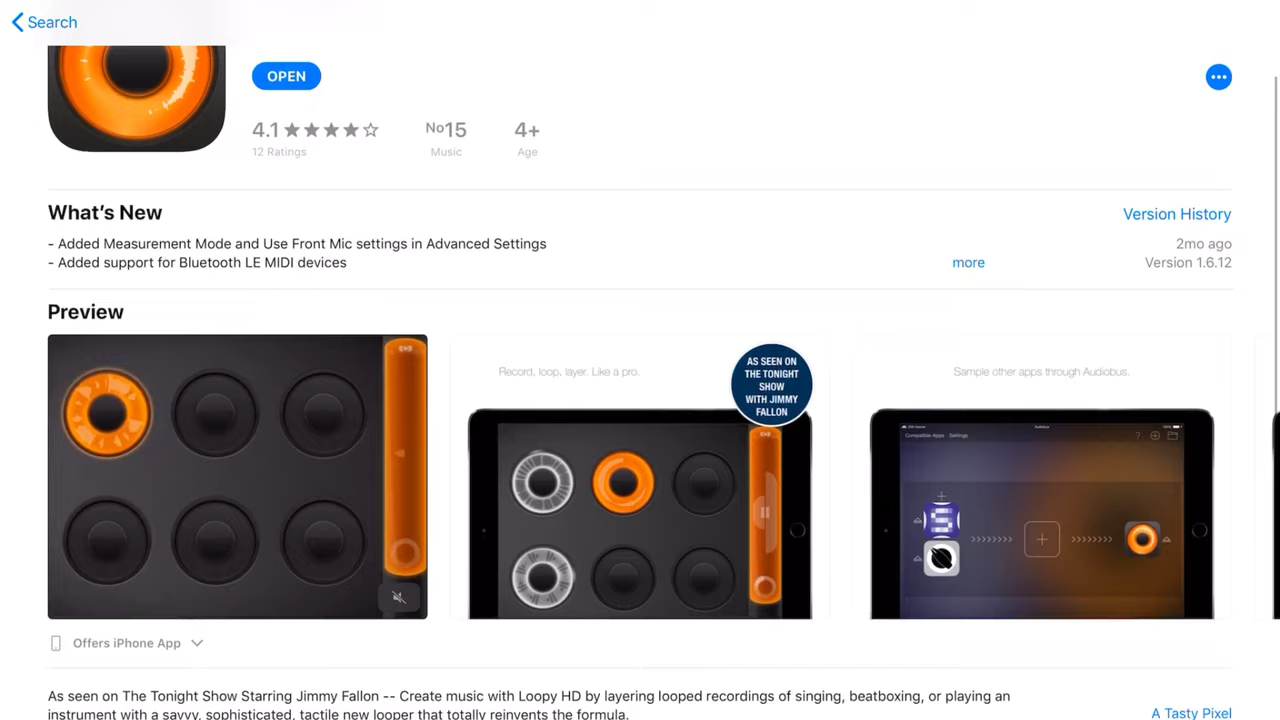 Search
OPEN
4.1
No15
4+
12 Ratings
Music
Age
What's New
Version History
- Added Measurement Mode and Use Front Mic settings in Advanced Settings
2mo ago
- Added support for Bluetooth LE MIDI devices
more
Version 1.6.12
Preview
Record, loop, layer. Like a pro.
AS SEEN ON
THE TONIGHT
SHOW
WITH JIMMY
FALLON
Sample other apps through Audiobus.
Audiobus
Compatible Apps Settings
Offers iPhone App
As seen on The Tonight Show Starring Jimmy Fallon -- Create music with Loopy HD by layering looped recordings of singing, beatboxing, or playing an
instrument with a savvy, sophisticated, tactile new looper that totally reinvents the formula.
A Tasty Pixel